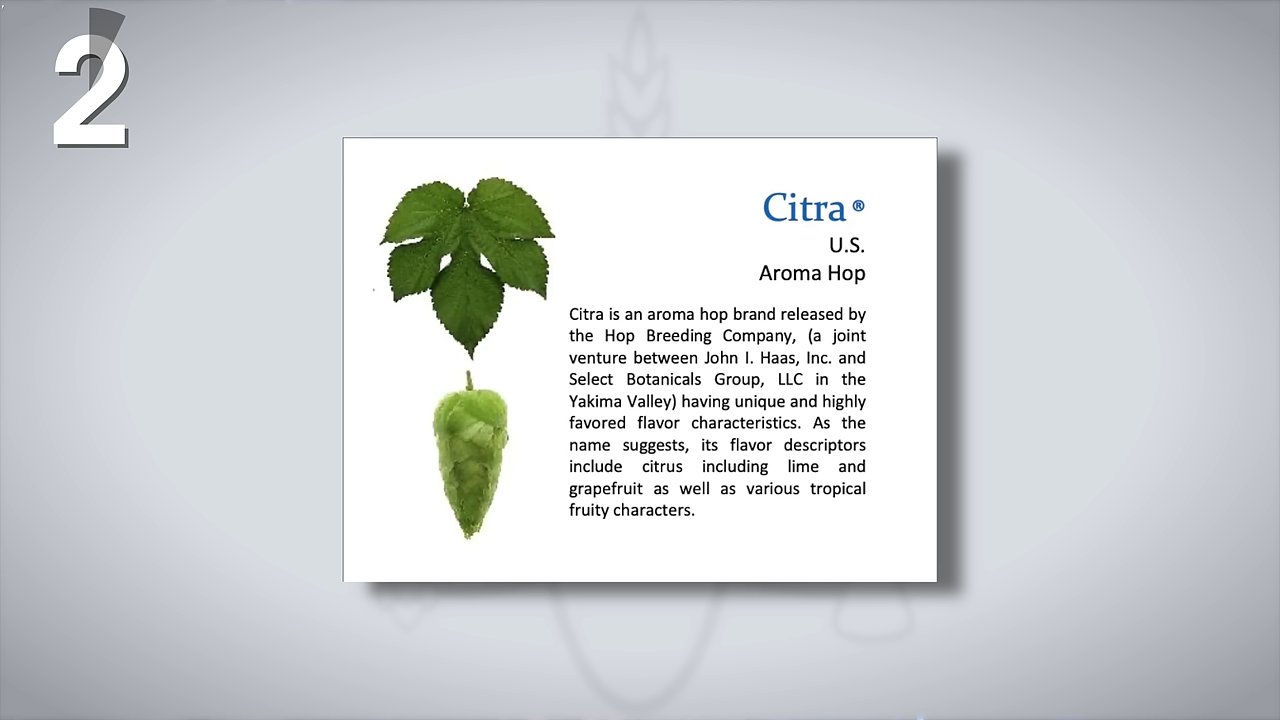 2
Citra ®
U.S.
Aroma Hop
Citra is an aroma hop brand released by
the Hop Breeding Company, (a joint
venture between John I. Haas, Inc. and
Select Botanicals Group, LLC in the
Yakima Valley) having unique and highly
favored flavor characteristics. As the
name suggests, its flavor descriptors
include citrus including lime and
grapefruit as well as various tropical
fruity characters.